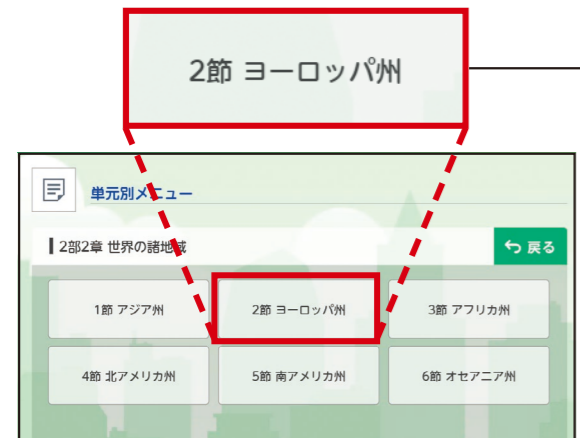 2節 ヨーロッパ州
単元別メニュー
2部2章 世界の諸地域
戻る
1節 アジア州
2節 ヨーロッパ州
3節 アフリカ州
4節 北アメリカ州
5節 南アメリカ州
6節 オセアニア州